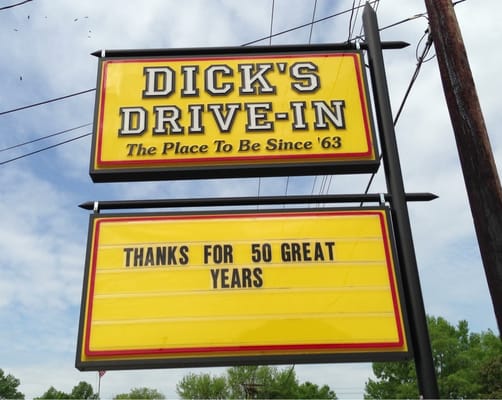 DICK'S
DRIVE-IN
The Place To Be Since '63
THANKS FOR 50 GREAT
YEARS